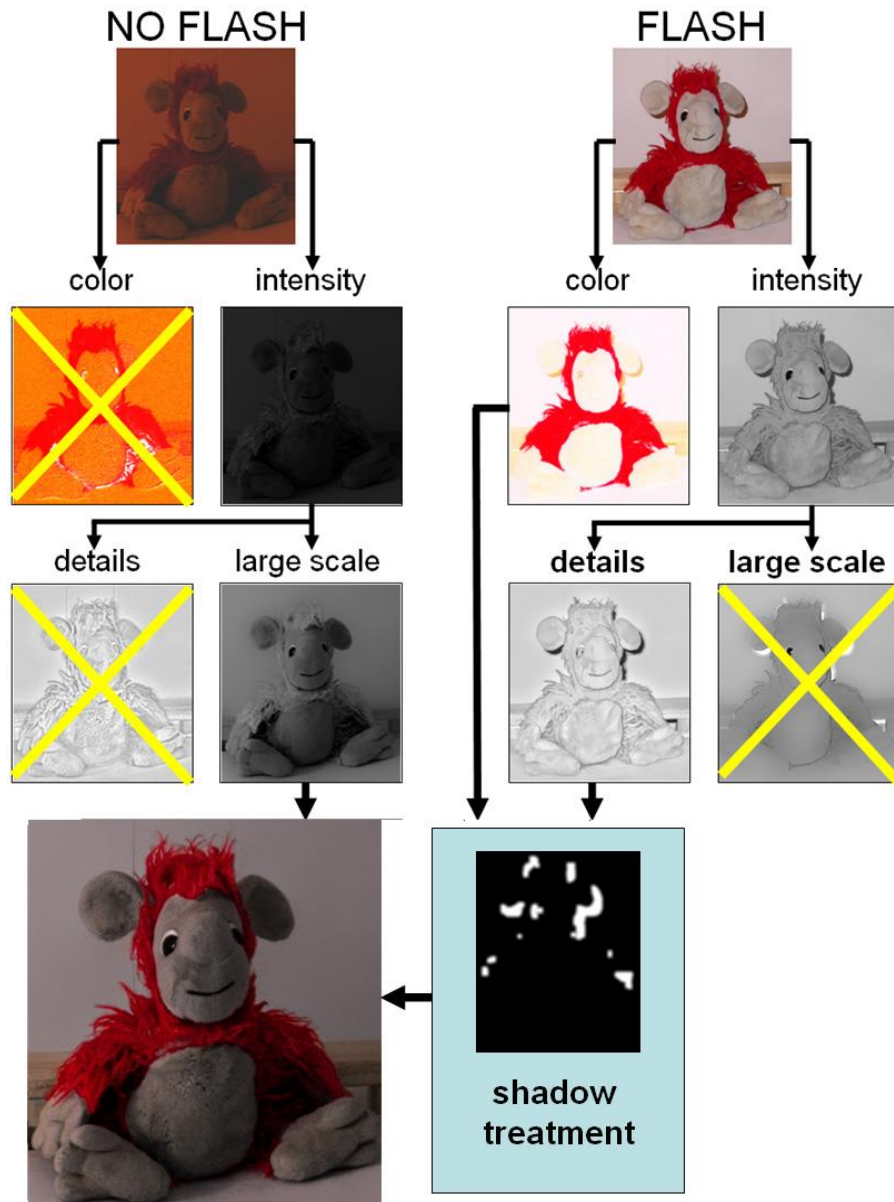 NO FLASH
FLASH
color
intensity
color
intensity
details
large scale
details
large scale
shadow
treatment